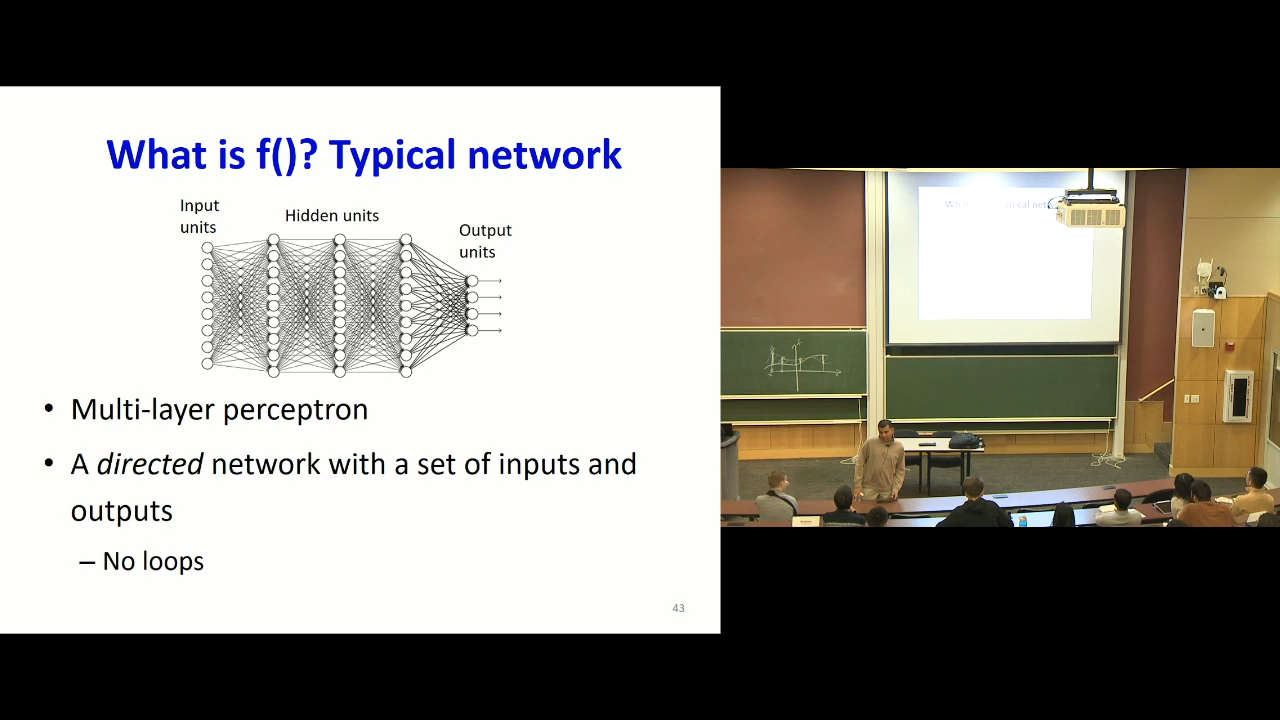 What is f()? Typical network
Input
units
Hidden units
Output
units
• Multi-layer perceptron
• A directed network with a set of inputs and
outputs
– No loops
43